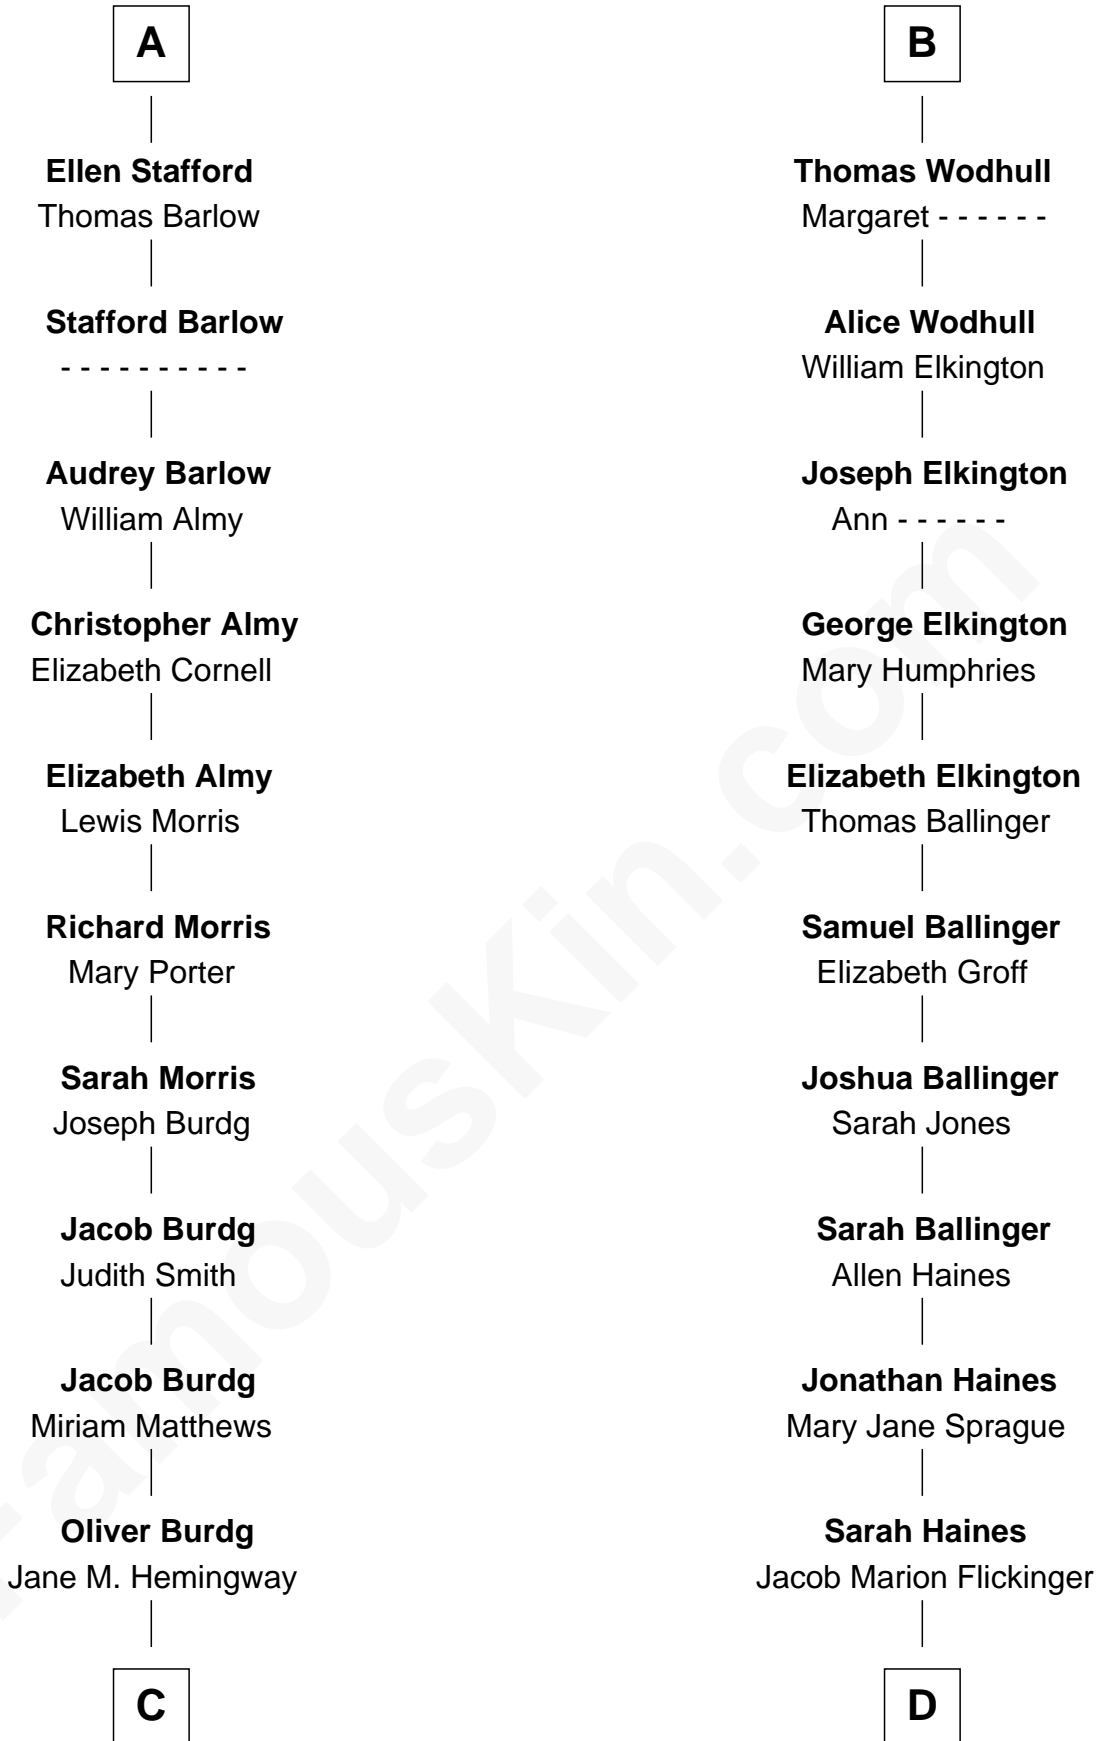 A
Ellen Stafford
Thomas Barlow
Stafford Barlow
- - - - - - - - - -
Audrey Barlow
William Almy
Christopher Almy
Elizabeth Cornell
Elizabeth Almy
Lewis Morris
Richard Morris
Mary Porter
Sarah Morris
Joseph Burdg
Jacob Burdg
Judith Smith
Jacob Burdg
Miriam Matthews
Oliver Burdg
Jane M. Hemingway
C
B
Thomas Wodhull
Margaret - - - - - -
Alice Wodhull
William Elkington
Joseph Elkington
Ann - - - - - -
George Elkington
Mary Humphries
Elizabeth Elkington
Thomas Ballinger
Samuel Ballinger
Elizabeth Groff
Joshua Ballinger
Sarah Jones
Sarah Ballinger
Allen Haines
Jonathan Haines
Mary Jane Sprague
Sarah Haines
Jacob Marion Flickinger
D
FamousKin.com